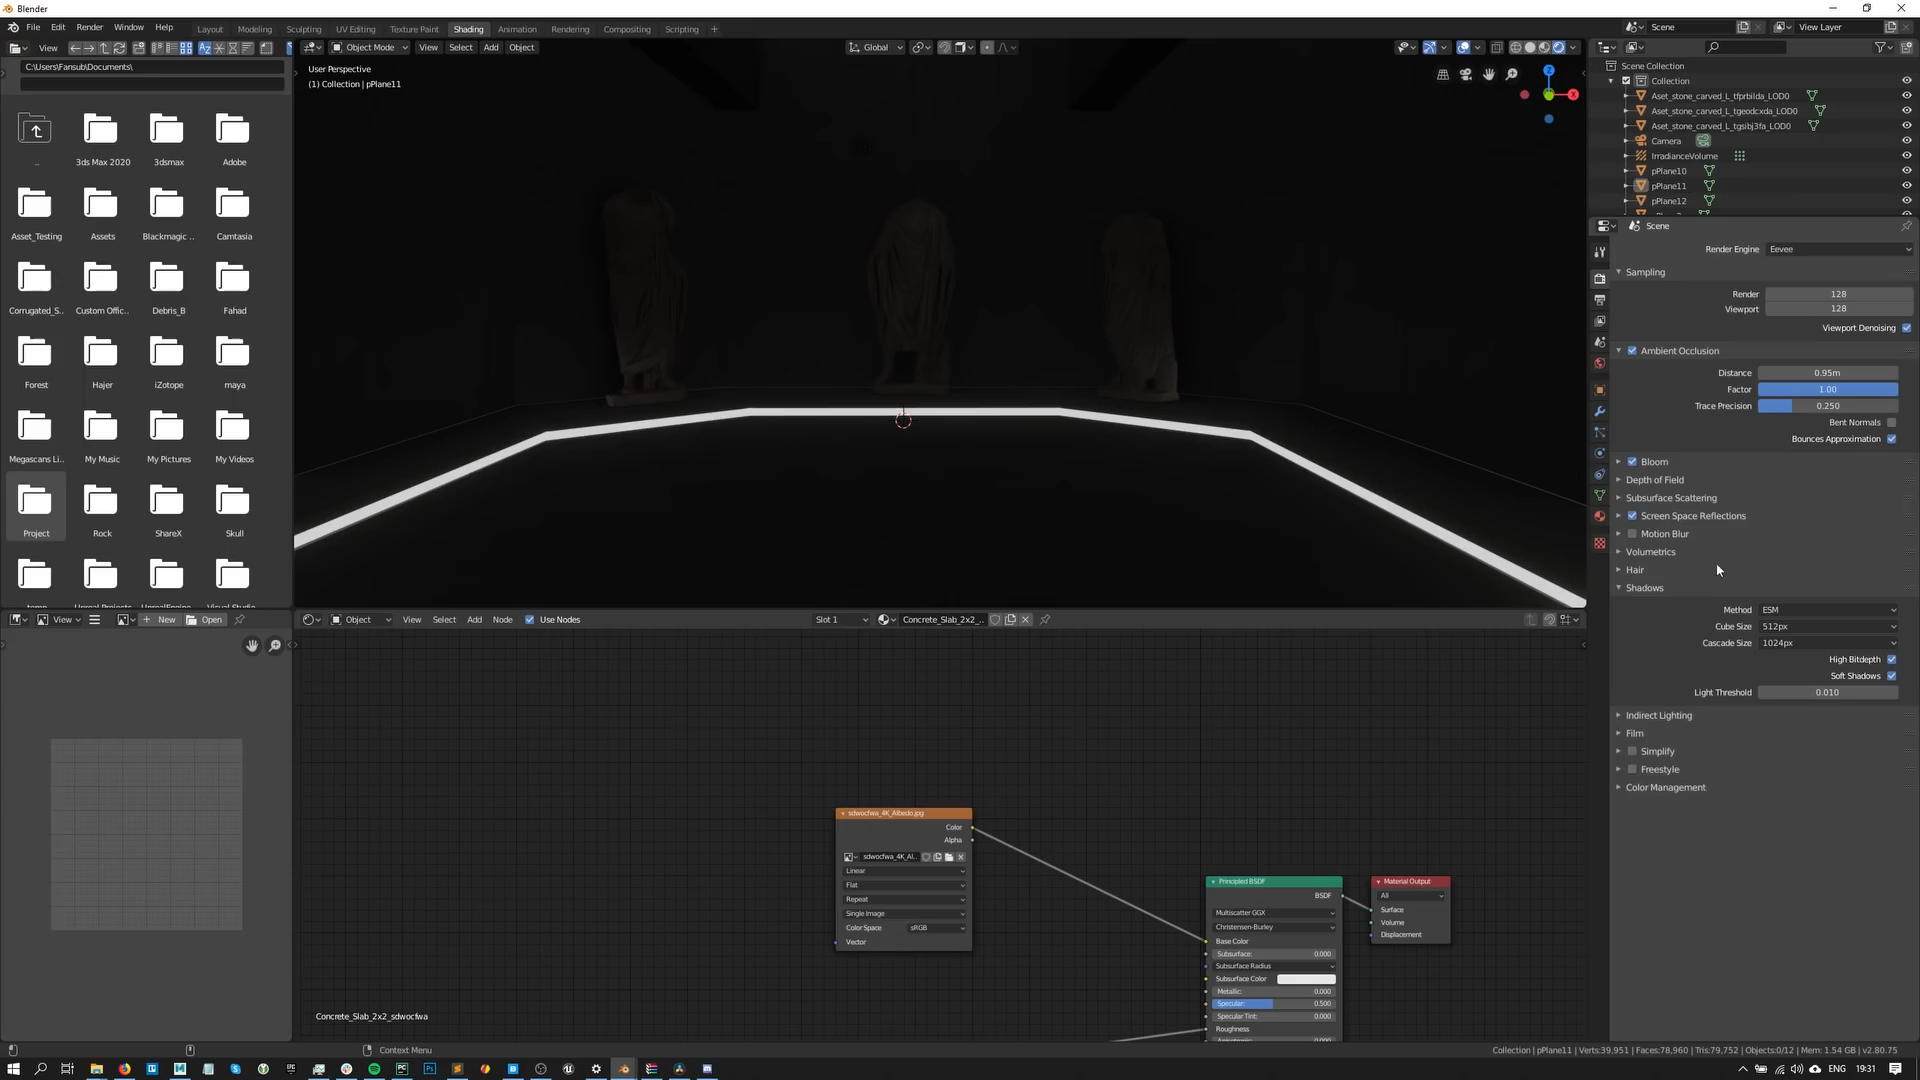 Blender
File Edit Render Window Help
Layout Modeling Sculpting UV Editing Texture Paint Shading Animation Rendering Compositing Scripting +
Scene
View Layer
View
Object Mode View Select Add Object
Global
C:\Users\Fansub\Documents\
User Perspective
(1) Collection | pPlane11
X
Z
.. 3ds Max 2020 3dsmax Adobe
Asset_Testing Assets Blackmagic .. Camtasia
Corrugated_S.. Custom Offic.. Debris_B Fahad
Forest Hajer iZotope maya
Megascans Li.. My Music My Pictures My Videos
Project Rock ShareX Skull
temp Unreal Projects UnrealEngine Visual Studio
Scene Collection
Collection
Aset_stone_carved_L_tfprbilda_LOD0
Aset_stone_carved_L_tgeodcxda_LOD0
Aset_stone_carved_L_tgsibj3fa_LOD0
Camera
IrradianceVolume
pPlane10
pPlane11
pPlane12
Scene
Render Engine Eevee
Sampling
Render 128
Viewport 128
Viewport Denoising
Ambient Occlusion
Distance 0.95m
Factor 1.00
Trace Precision 0.250
Bent Normals
Bounces Approximation
Bloom
Depth of Field
Subsurface Scattering
Screen Space Reflections
Motion Blur
Volumetrics
Hair
Shadows
Method ESM
Cube Size 512px
Cascade Size 1024px
High Bitdepth
Soft Shadows
Light Threshold 0.010
Indirect Lighting
Film
Simplify
Freestyle
Color Management
View + New Open
Object View Select Add Node Use Nodes Slot 1 Concrete_Slab_2x2_..
sdwocfwa_4K_Albedo.jpg
Color
Alpha
sdwocfwa_4K_Al..
Linear
Flat
Repeat
Single Image
Color Space sRGB
Vector
Principled BSDF
BSDF
Multiscatter GGX
Christensen-Burley
Base Color
Subsurface: 0.000
Subsurface Radius
Subsurface Color
Metallic: 0.000
Specular: 0.500
Specular Tint: 0.000
Roughness
Material Output
All
Surface
Volume
Displacement
Concrete_Slab_2x2_sdwocfwa
Context Menu
Collection | pPlane11 | Verts:39,951 | Faces:78,960 | Tris:79,752 | Objects:0/12 | Mem: 1.54 GB | v2.80.75
ENG 19:31